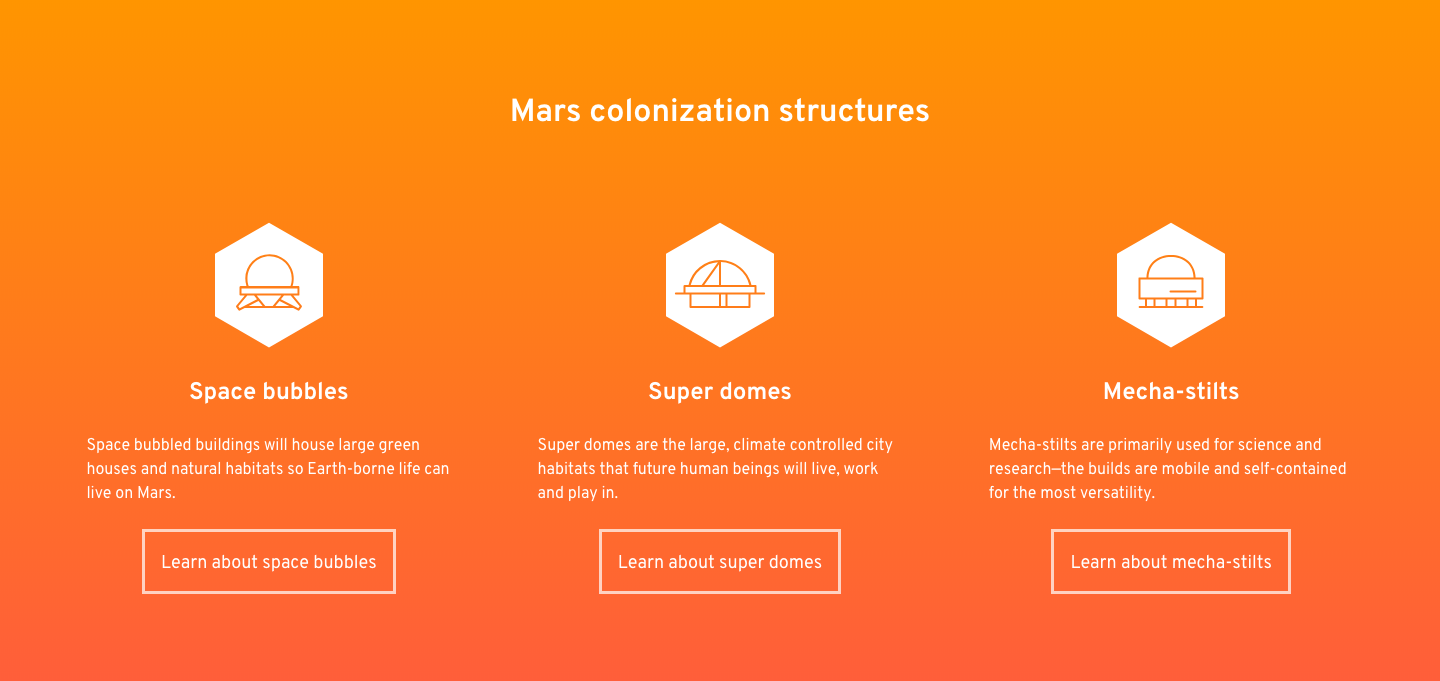 Mars colonization structures
Space bubbles
Space bubbled buildings will house large green
houses and natural habitats so Earth-borne life can
live on Mars.
Learn about space bubbles
Super domes
Super domes are the large, climate controlled city
habitats that future human beings will live, work
and play in.
Learn about super domes
Mecha-stilts
Mecha-stilts are primarily used for science and
research—the builds are mobile and self-contained
for the most versatility.
Learn about mecha-stilts